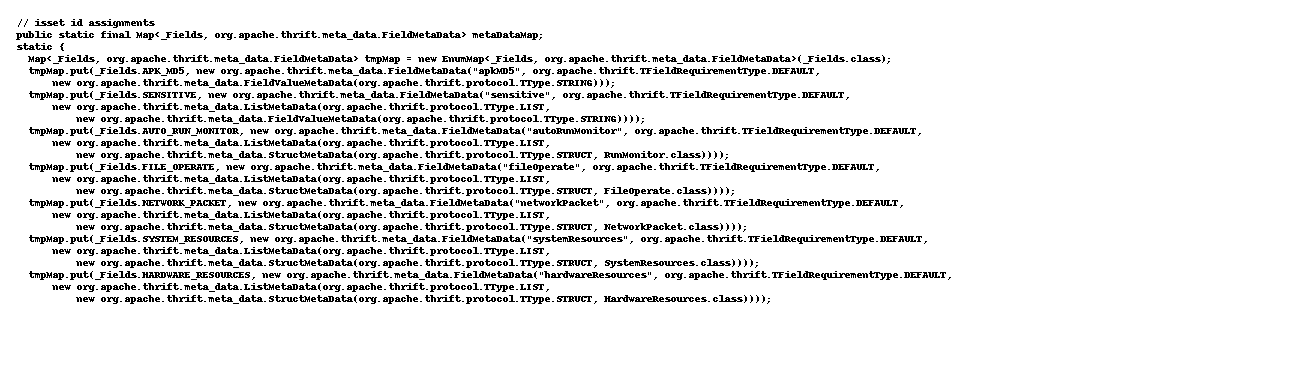 // isset id assignments
public static final Map<_Fields, org.apache.thrift.meta_data.FieldMetaData> metaDataMap;
static {
  Map<_Fields, org.apache.thrift.meta_data.FieldMetaData> tmpMap = new EnumMap<_Fields, org.apache.thrift.meta_data.FieldMetaData>(_Fields.class);
  tmpMap.put(_Fields.APK_MD5, new org.apache.thrift.meta_data.FieldMetaData("apkMD5", org.apache.thrift.TFieldRequirementType.DEFAULT,
      new org.apache.thrift.meta_data.FieldValueMetaData(org.apache.thrift.protocol.TType.STRING)));
  tmpMap.put(_Fields.SENSITIVE, new org.apache.thrift.meta_data.FieldMetaData("sensitive", org.apache.thrift.TFieldRequirementType.DEFAULT,
      new org.apache.thrift.meta_data.ListMetaData(org.apache.thrift.protocol.TType.LIST,
          new org.apache.thrift.meta_data.FieldValueMetaData(org.apache.thrift.protocol.TType.STRING))));
  tmpMap.put(_Fields.AUTO_RUN_MONITOR, new org.apache.thrift.meta_data.FieldMetaData("autoRunMonitor", org.apache.thrift.TFieldRequirementType.DEFAULT,
      new org.apache.thrift.meta_data.ListMetaData(org.apache.thrift.protocol.TType.LIST,
          new org.apache.thrift.meta_data.StructMetaData(org.apache.thrift.protocol.TType.STRUCT, RunMonitor.class))));
  tmpMap.put(_Fields.FILE_OPERATE, new org.apache.thrift.meta_data.FieldMetaData("fileOperate", org.apache.thrift.TFieldRequirementType.DEFAULT,
      new org.apache.thrift.meta_data.ListMetaData(org.apache.thrift.protocol.TType.LIST,
          new org.apache.thrift.meta_data.StructMetaData(org.apache.thrift.protocol.TType.STRUCT, FileOperate.class))));
  tmpMap.put(_Fields.NETWORK_PACKET, new org.apache.thrift.meta_data.FieldMetaData("networkPacket", org.apache.thrift.TFieldRequirementType.DEFAULT,
      new org.apache.thrift.meta_data.ListMetaData(org.apache.thrift.protocol.TType.LIST,
          new org.apache.thrift.meta_data.StructMetaData(org.apache.thrift.protocol.TType.STRUCT, NetworkPacket.class))));
  tmpMap.put(_Fields.SYSTEM_RESOURCES, new org.apache.thrift.meta_data.FieldMetaData("systemResources", org.apache.thrift.TFieldRequirementType.DEFAULT,
      new org.apache.thrift.meta_data.ListMetaData(org.apache.thrift.protocol.TType.LIST,
          new org.apache.thrift.meta_data.StructMetaData(org.apache.thrift.protocol.TType.STRUCT, SystemResources.class))));
  tmpMap.put(_Fields.HARDWARE_RESOURCES, new org.apache.thrift.meta_data.FieldMetaData("hardwareResources", org.apache.thrift.TFieldRequirementType.DEFAULT,
      new org.apache.thrift.meta_data.ListMetaData(org.apache.thrift.protocol.TType.LIST,
          new org.apache.thrift.meta_data.StructMetaData(org.apache.thrift.protocol.TType.STRUCT, HardwareResources.class))));